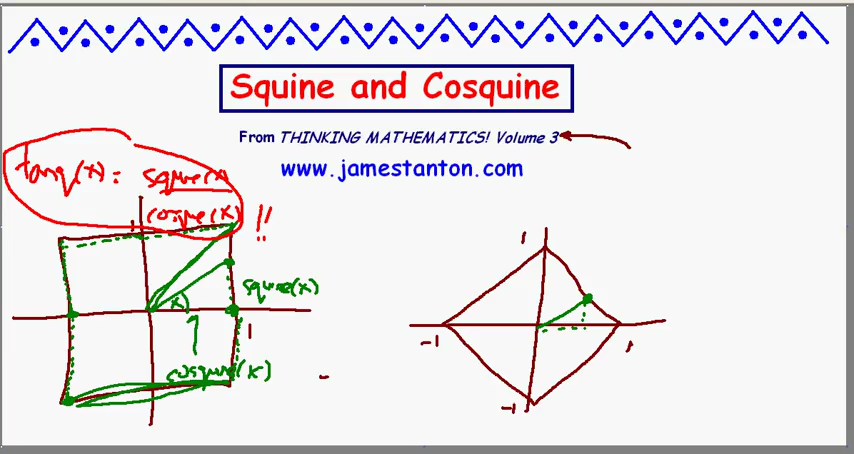 Squine and Cosquine
From THINKING MATHEMATICS! Volume 3
www.jamestanton.com
tanq(x) = squine(x)
cosquine(x) !!
1
squine(x)
x
1
cosquine(x)
1
-1
1
-1